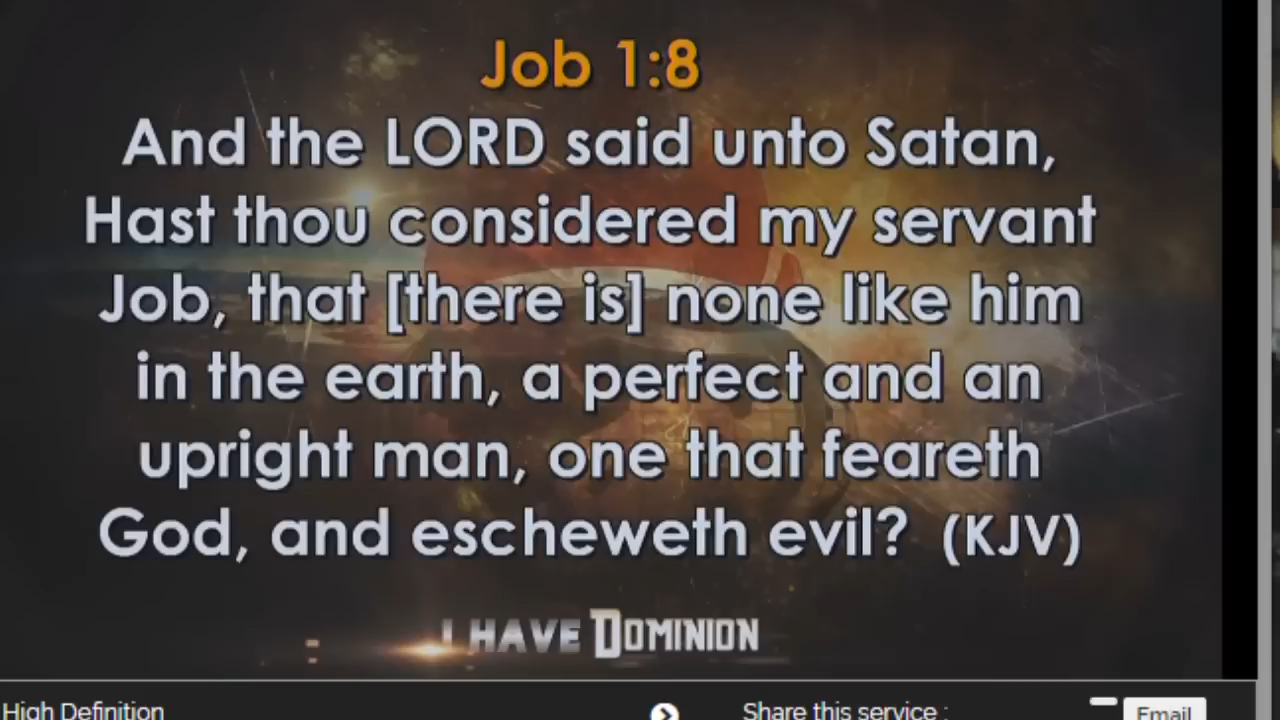 Job 1:8
And the LORD said unto Satan,
Hast thou considered my servant
Job, that [there is] none like him
in the earth, a perfect and an
upright man, one that feareth
God, and escheweth evil? (KJV)
I HAVE DOMINION
High Definition
Share this service :
Email